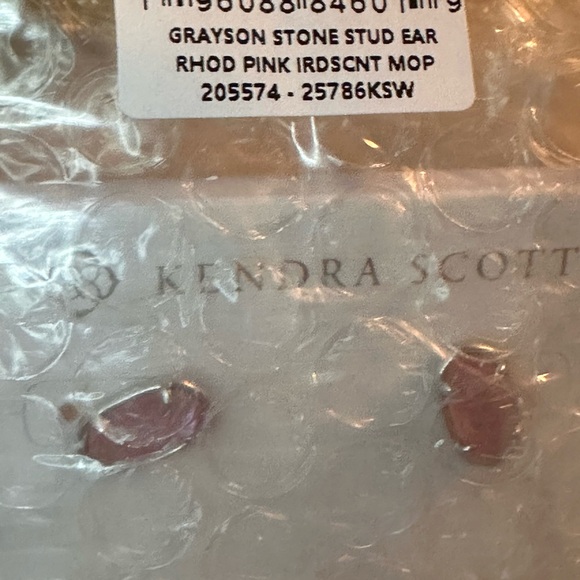 GRAYSON STONE STUD EAR
RHOD PINK IRDSCNT MOP
205574 - 25786KSW
KENDRA SCOTT